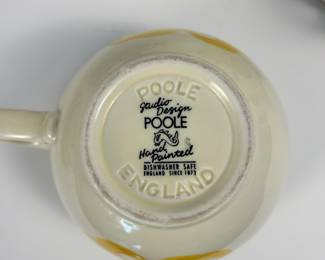 POOLE
Studio Design
POOLE
Hand Painted
DISHWASHER SAFE
ENGLAND SINCE 1873
ENGLAND